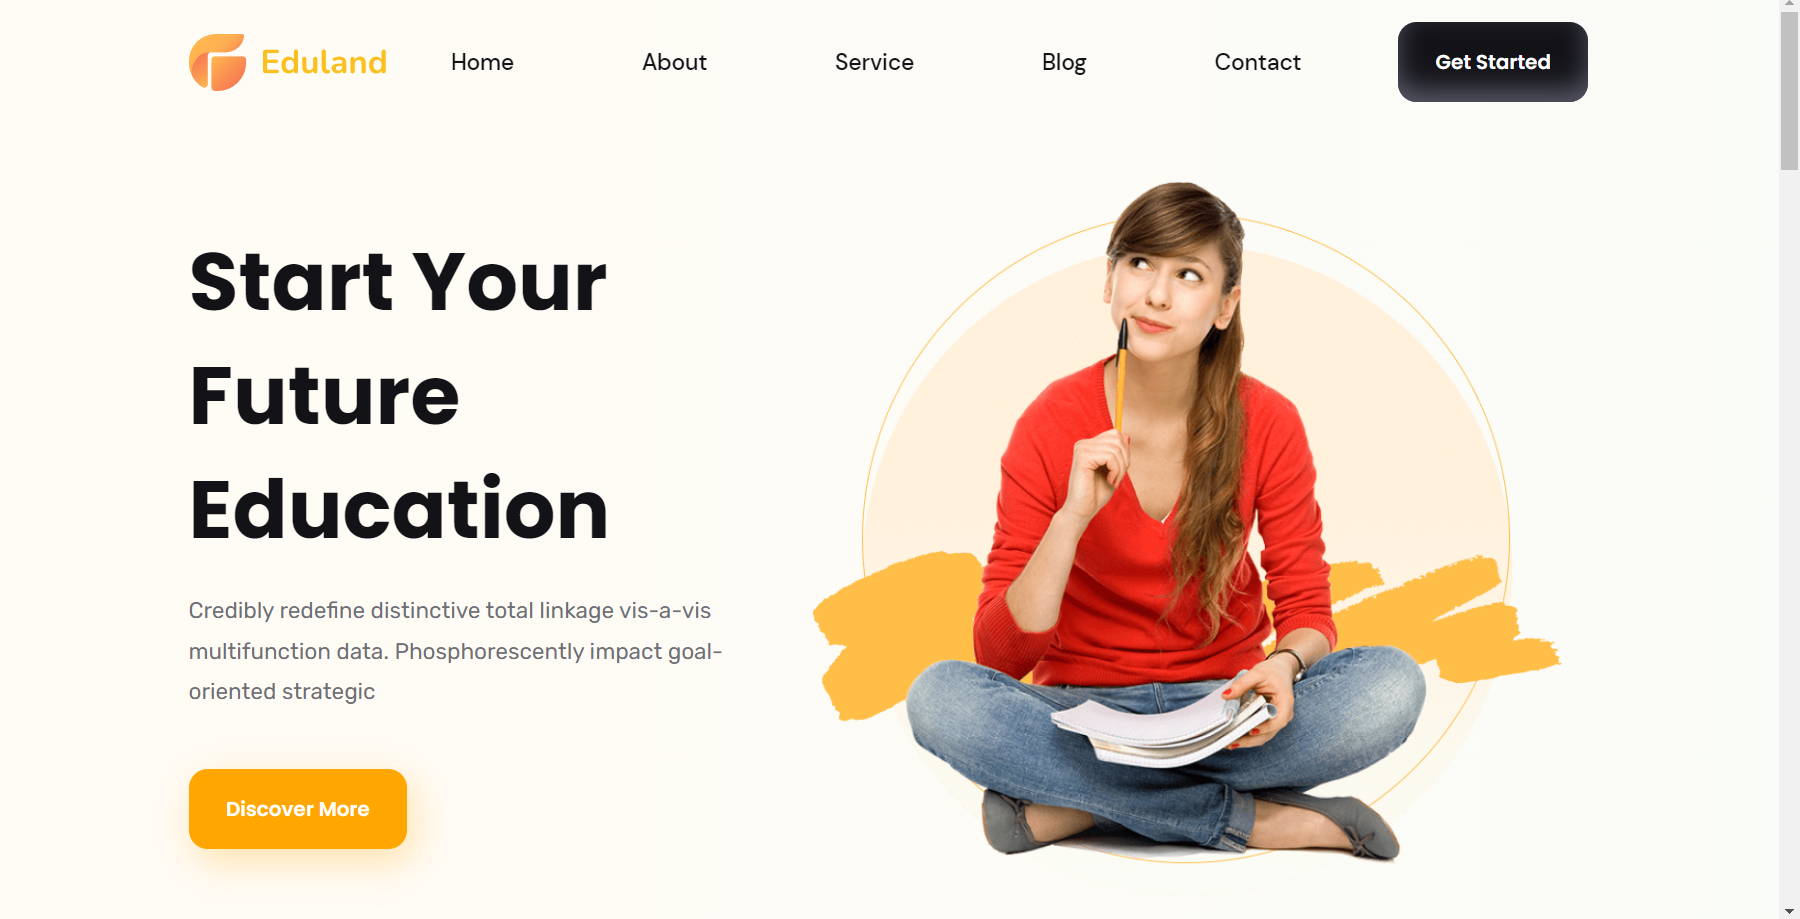 Eduland
Home
About
Service
Blog
Contact
Get Started
Start Your
Future
Education
Credibly redefine distinctive total linkage vis-a-vis
multifunction data. Phosphorescently impact goal-
oriented strategic
Discover More